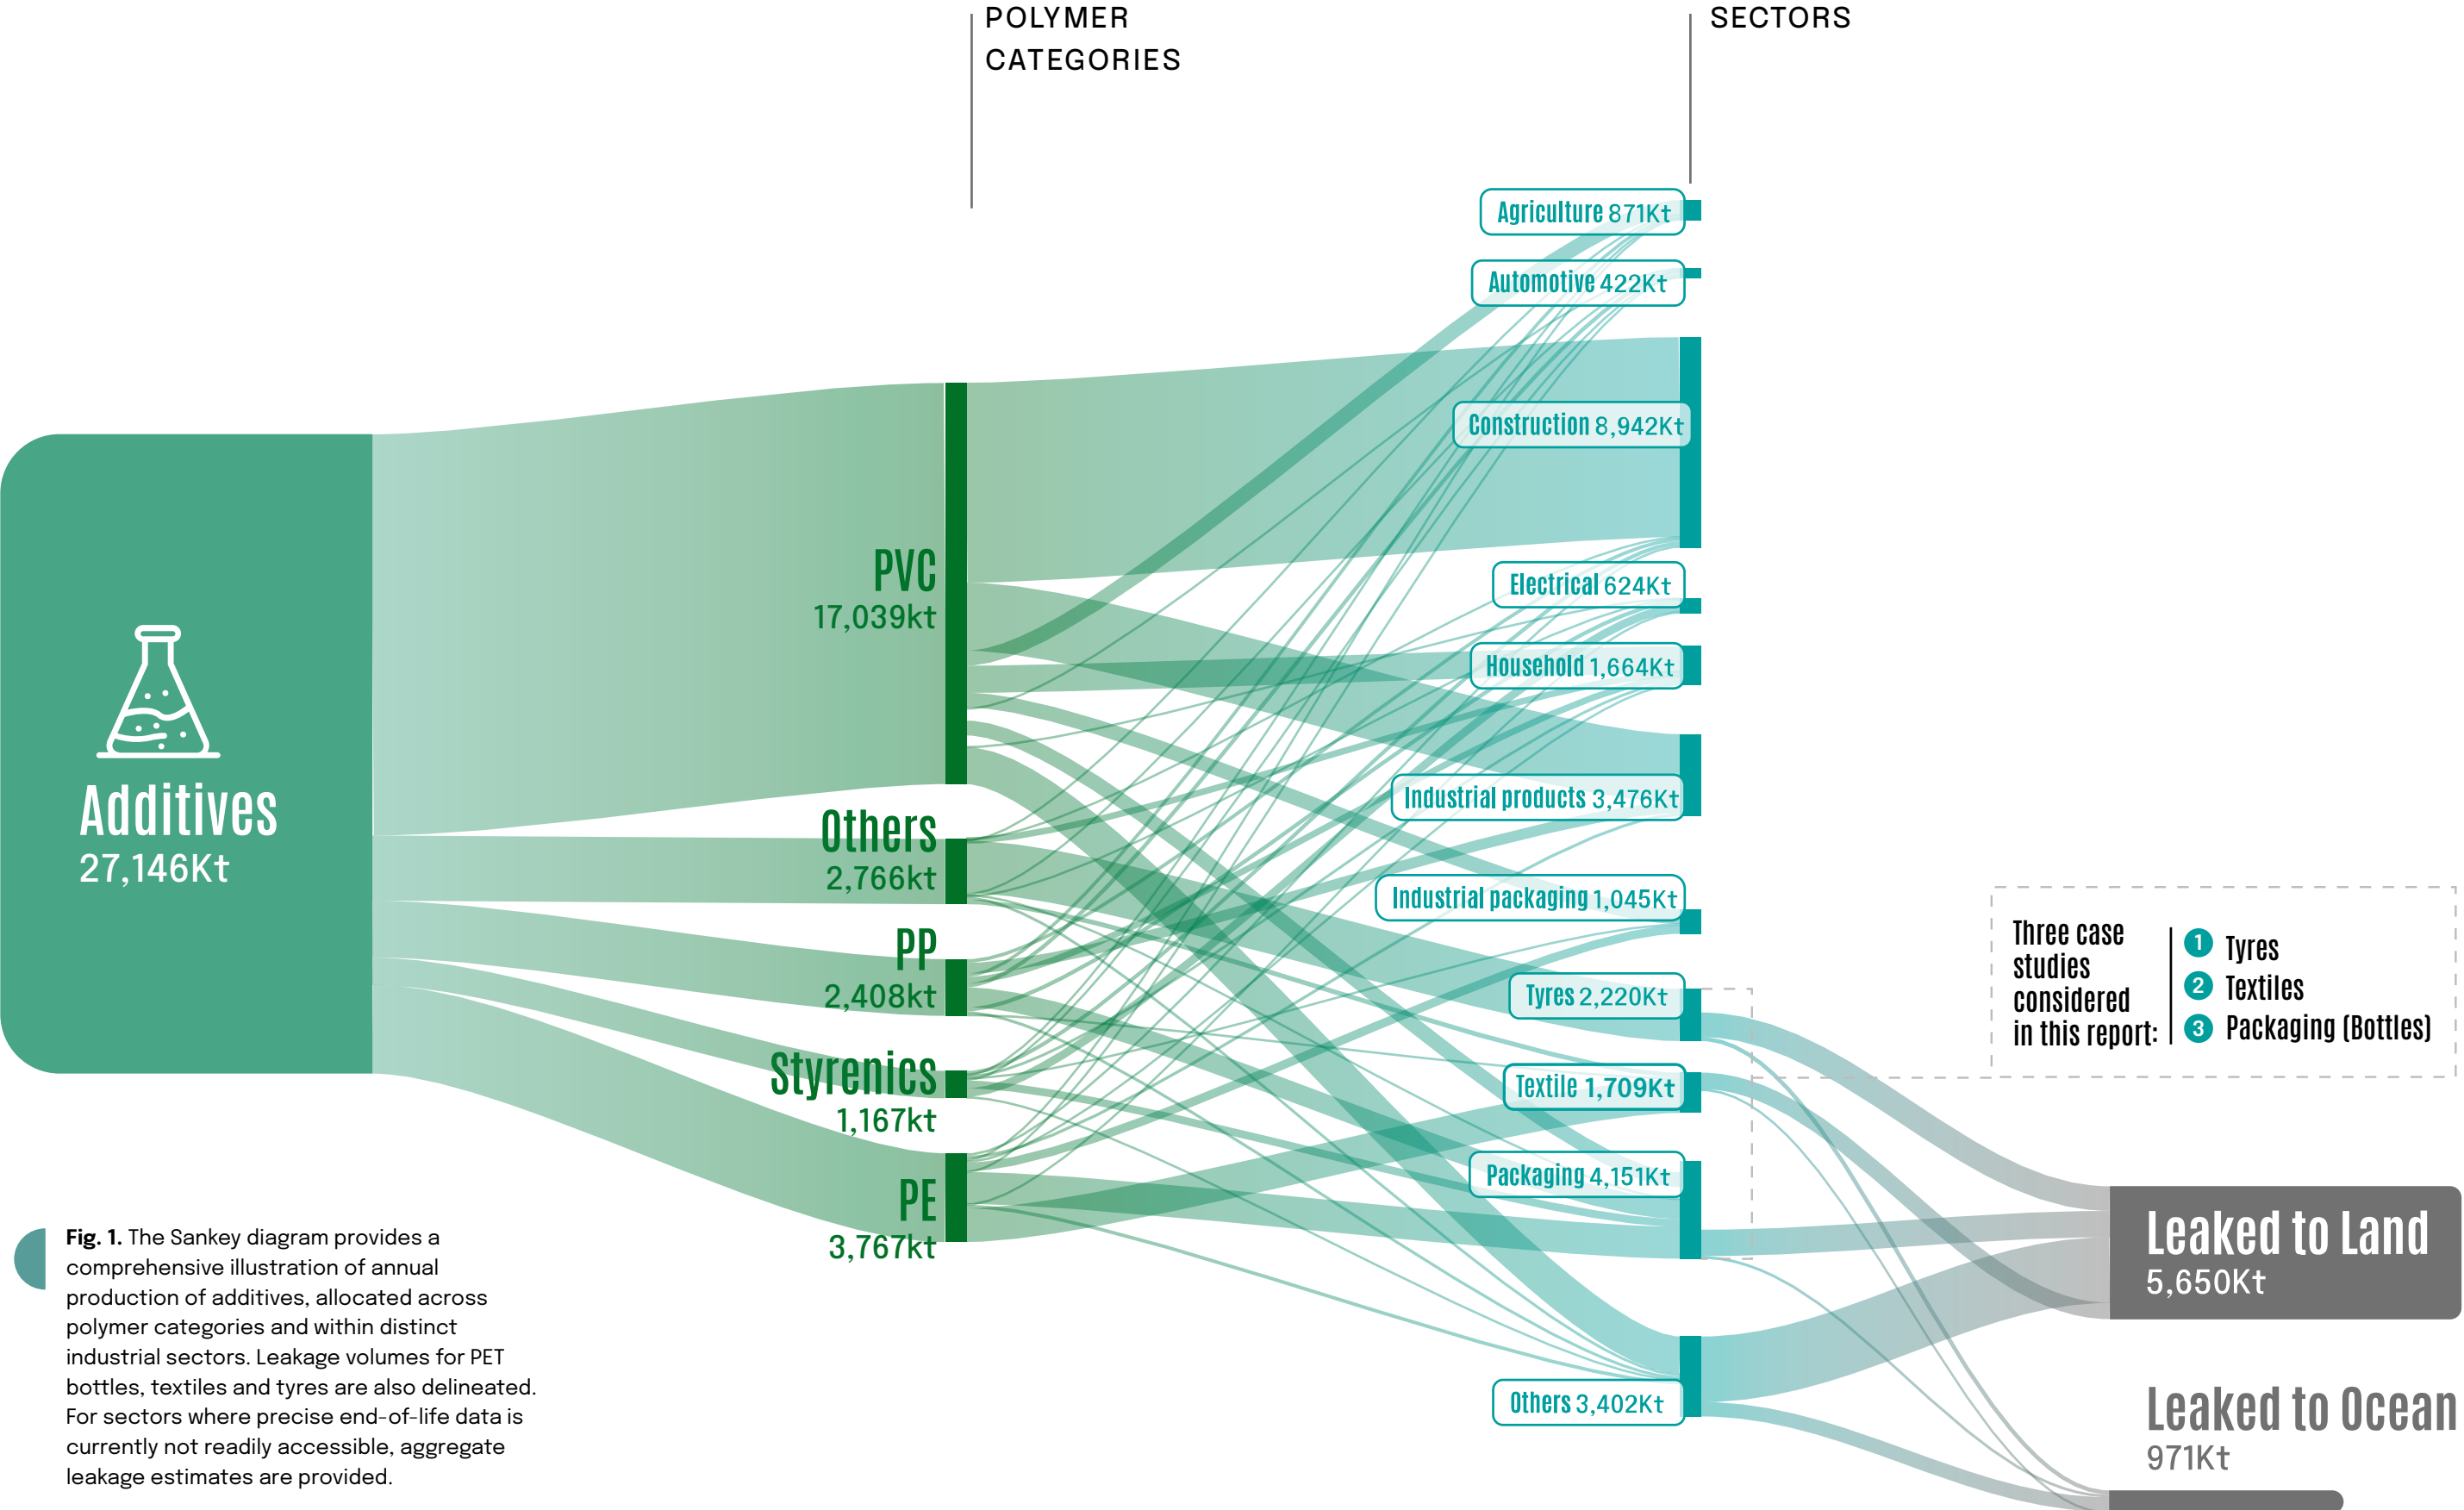 POLYMER
CATEGORIES
SECTORS
Agriculture 871Kt
Automotive 422Kt
Construction 8,942Kt
Electrical 624Kt
Household 1,664Kt
Industrial products 3,476Kt
Industrial packaging 1,045Kt
Tyres 2,220Kt
Textile 1,709Kt
Packaging 4,151Kt
Others 3,402Kt
PVC
17,039kt
Others
2,766kt
PP
2,408kt
Styrenics
1,167kt
PE
3,767kt
Additives
27,146Kt
Three case
studies
considered
in this report:
1 Tyres
2 Textiles
3 Packaging (Bottles)
Leaked to Land
5,650Kt
Leaked to Ocean
971Kt
Fig. 1. The Sankey diagram provides a
comprehensive illustration of annual
production of additives, allocated across
polymer categories and within distinct
industrial sectors. Leakage volumes for PET
bottles, textiles and tyres are also delineated.
For sectors where precise end-of-life data is
currently not readily accessible, aggregate
leakage estimates are provided.